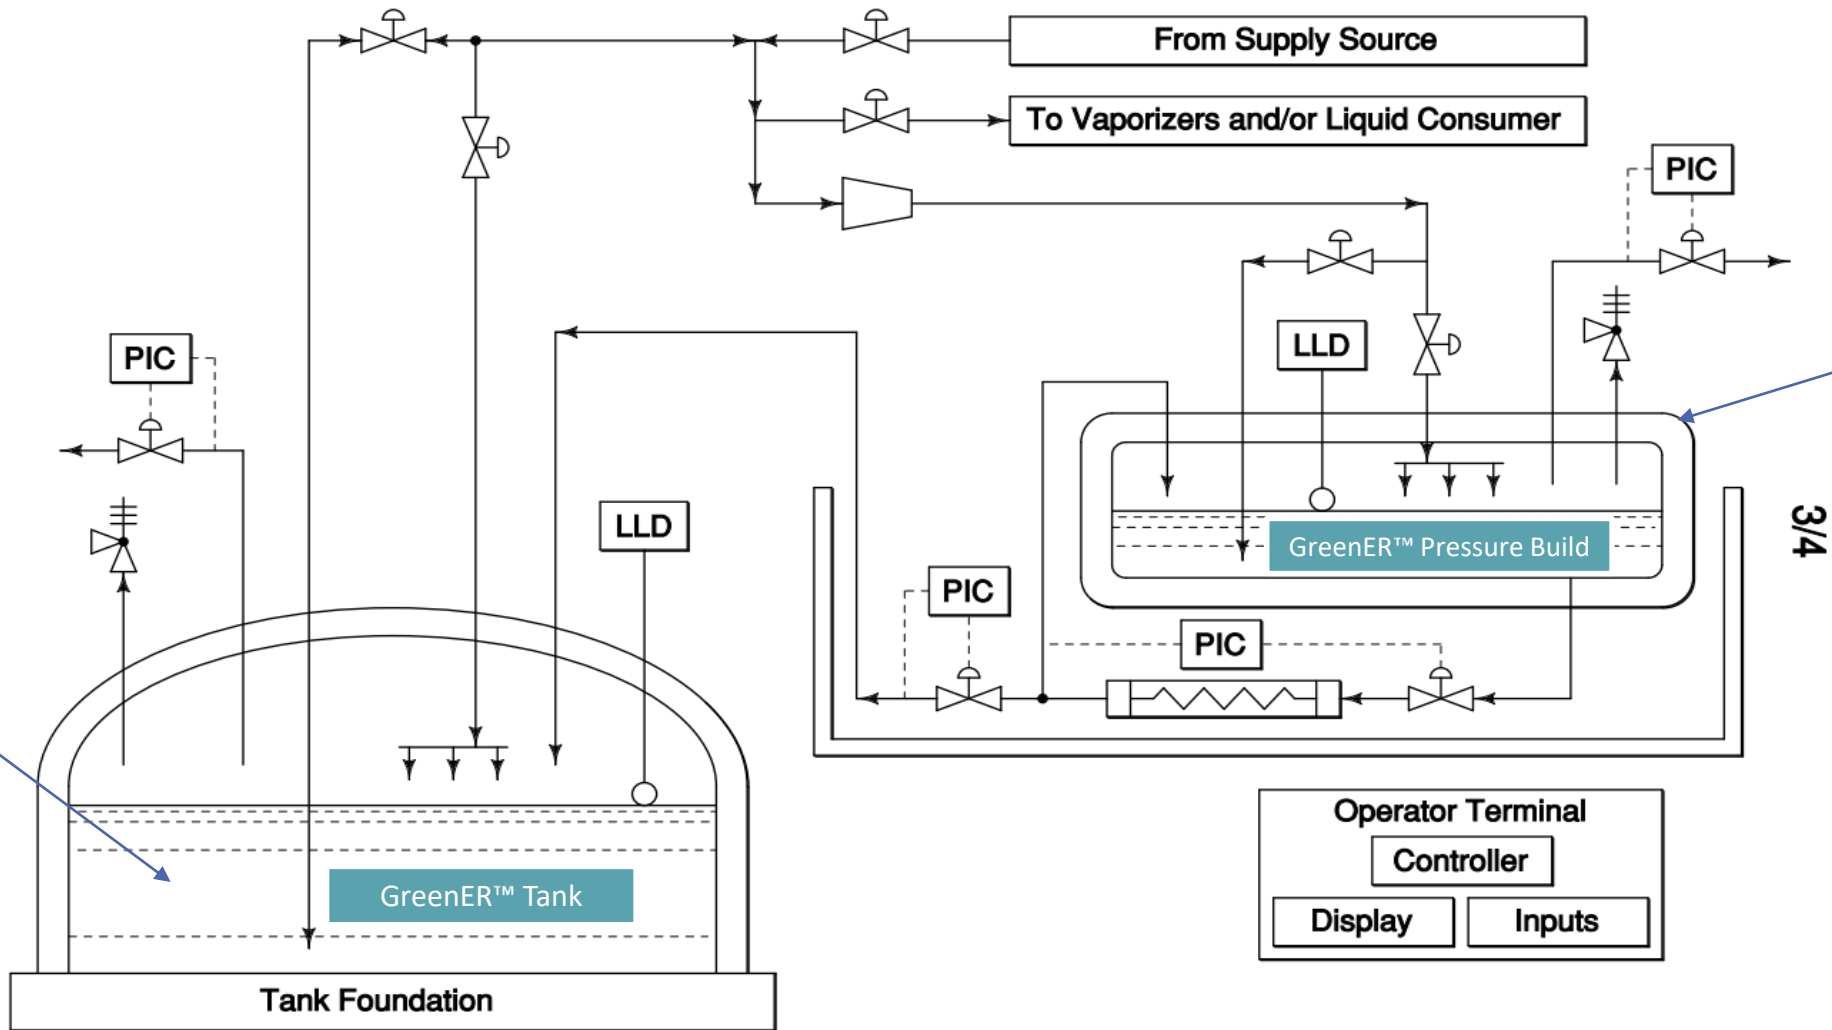 From Supply Source
To Vaporizers and/or Liquid Consumer
PIC
PIC
LLD
LLD
GreenER™ Pressure Build
3/4
PIC
PIC
GreenER™ Tank
Tank Foundation
Operator Terminal
Controller
Display
Inputs